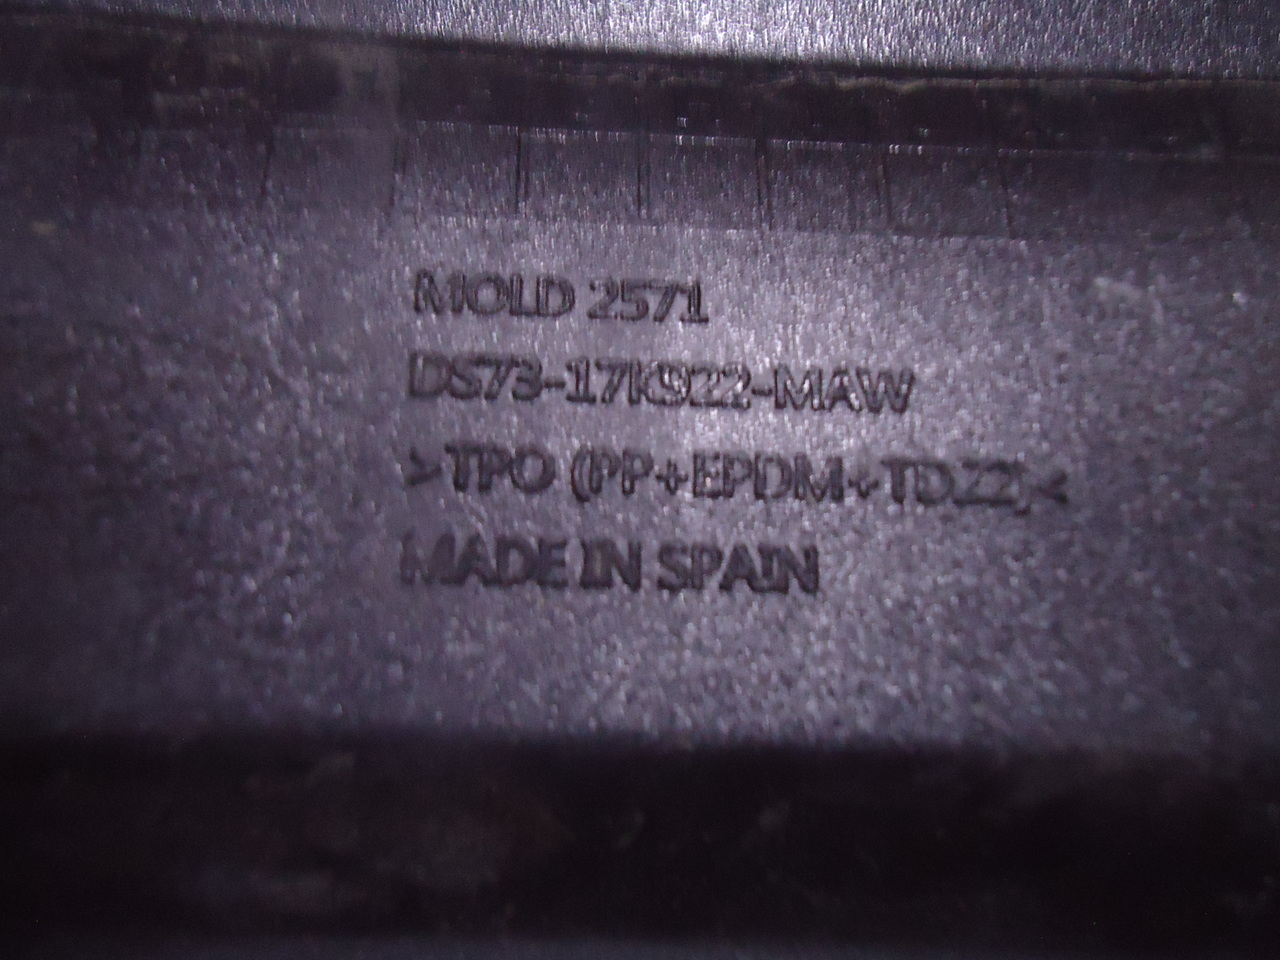 MOLD 2571
DS73-17K922-MAW
>TPO (PP+EPDM+TD22)<
MADE IN SPAIN